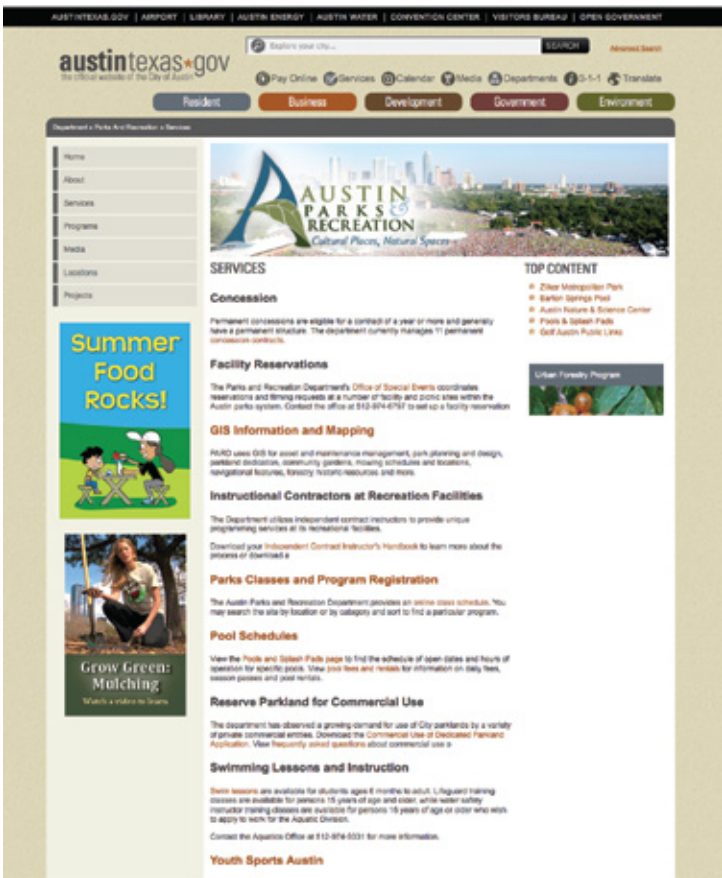 AUSTINTEXAS.GOV | AIRPORT | LIBRARY | AUSTIN ENERGY | AUSTIN WATER | CONVENTION CENTER | VISITORS BUREAU | OPEN GOVERNMENT
Explore your city... SEARCH Advanced Search
austintexas.gov
the official website of the City of Austin
Pay Online Services Calendar Media Departments 3-1-1 Translate
Resident Business Development Government Environment
Department » Parks And Recreation » Services
Home
About
Services
Programs
Media
Locations
Projects
Summer
Food
Rocks!
Grow Green:
Mulching
Watch a video to learn
AUSTIN
PARKS &
RECREATION
Cultural Places, Natural Spaces
SERVICES
Concession
Permanent concessions are eligible for a contract of a year or more and generally
have a permanent structure. The department currently manages 11 permanent
concession contracts.
Facility Reservations
The Parks and Recreation Department's Office of Special Events coordinates
reservations and filming requests at a number of facility and picnic sites within the
Austin parks system. Contact the office at 512-974-6797 to set up a facility reservation
GIS Information and Mapping
PARD uses GIS for asset and maintenance management, park planning and design,
parkland dedication, community gardens, mowing schedules and locations,
navigational features, forestry, historic resources and more.
Instructional Contractors at Recreation Facilities
The Department utilizes independent contract instructors to provide unique
programming services at its recreational facilities.
Download your Independent Contract Instructor's Handbook to learn more about the
process or download a
Parks Classes and Program Registration
The Austin Parks and Recreation Department provides an online class schedule. You
may search the site by location or by category and sort to find a particular program.
Pool Schedules
View the Pools and Splash Pads page to find the schedule of open dates and hours of
operation for specific pools. View pool fees and rentals for information on daily fees,
season passes and pool rentals.
Reserve Parkland for Commercial Use
The department has observed a growing demand for use of City parklands by a variety
of private commercial entities. Download the Commercial Use of Dedicated Parkland
Application. View frequently asked questions about commercial use o
Swimming Lessons and Instruction
Swim lessons are available for students ages 6 months to adult. Lifeguard training
classes are available for persons 15 years of age and older, while water safety
instructor training classes are available for persons 16 years of age or older who wish
to apply to work for the Aquatic Division.
Contact the Aquatics Office at 512-974-9331 for more information.
Youth Sports Austin
TOP CONTENT
Zilker Metropolitan Park
Barton Springs Pool
Austin Nature & Science Center
Pools & Splash Pads
Golf Austin Public Links
Urban Forestry Program